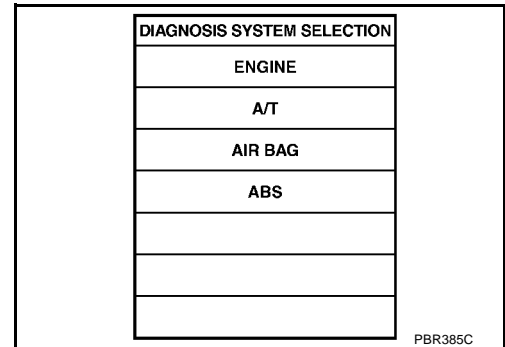 DIAGNOSIS SYSTEM SELECTION
ENGINE
A/T
AIR BAG
ABS
PBR385C